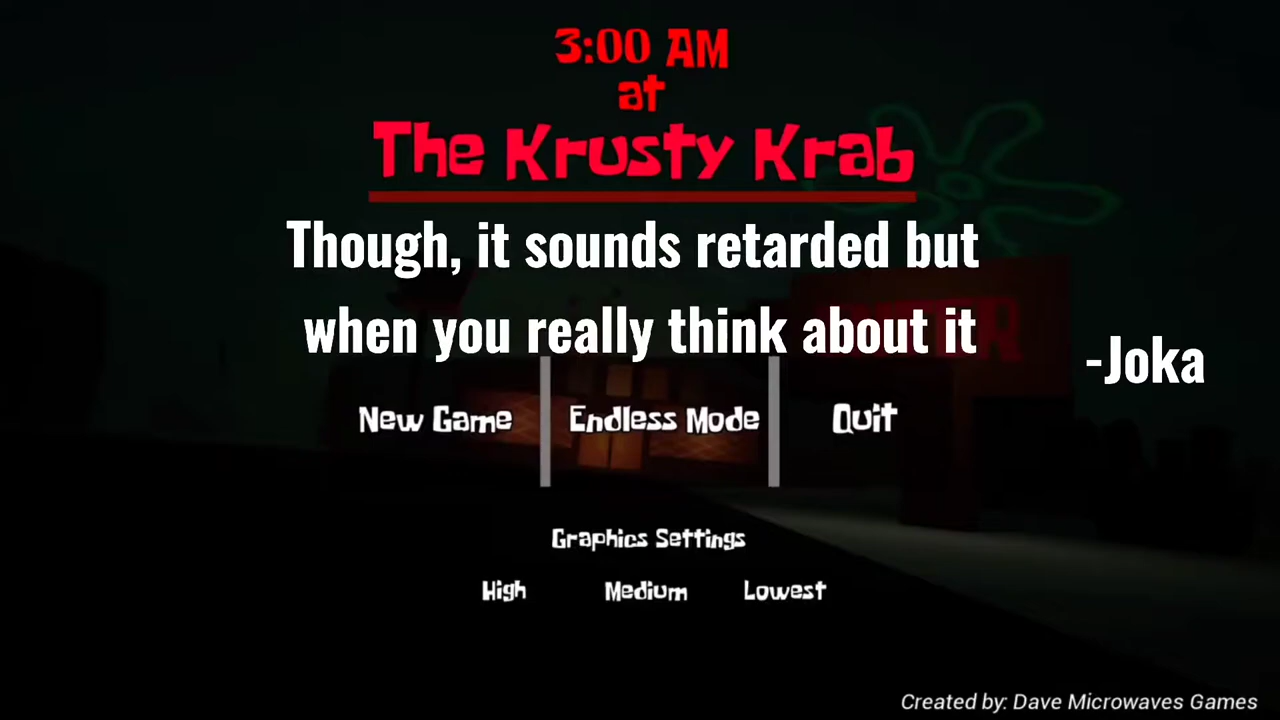 3:00 AM
at
The Krusty Krab
Though, it sounds retarded but
when you really think about it
-Joka
New Game
Endless Mode
Quit
Graphics Settings
High
Medium
Lowest
Created by: Dave Microwaves Games